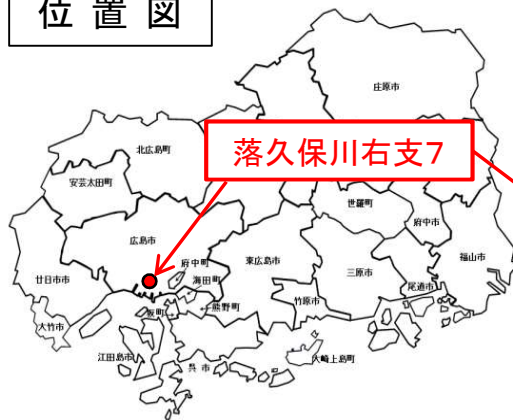 位置図
庄原市
北広島町
落久保川右支7
安芸太田町
世羅町
府中市
広島市
福山市
府中町
東広島市
三原市
海田町
尾道市
廿日市市
竹原市
熊野町
坂町
大竹市
江田島市
大崎上島町
呉市